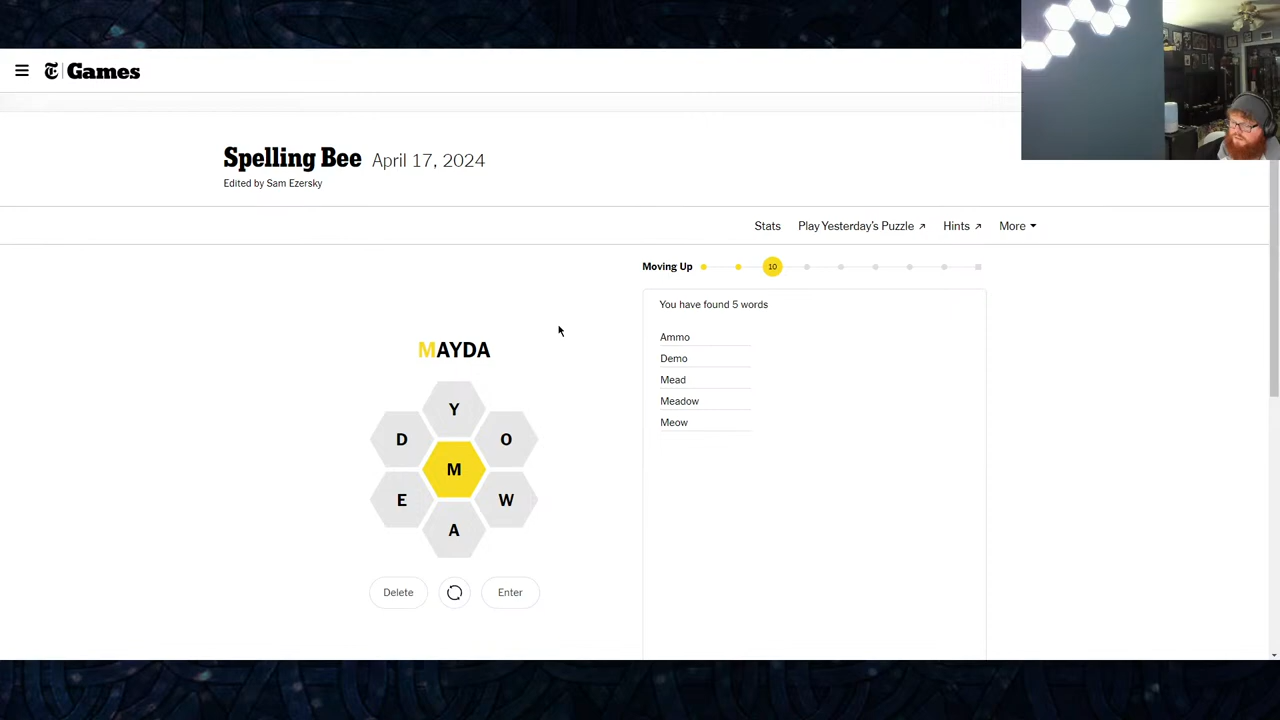 Games
Spelling Bee April 17, 2024
Edited by Sam Ezersky
Stats Play Yesterday's Puzzle Hints More
Moving Up 10
You have found 5 words
Ammo
Demo
Mead
Meadow
Meow
MAYDA
Y
D O
M
E W
A
Delete Enter